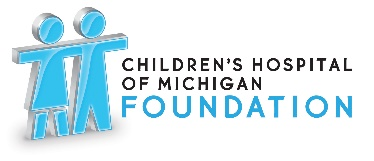 CHILDREN'S HOSPITAL
OF MICHIGAN
FOUNDATION